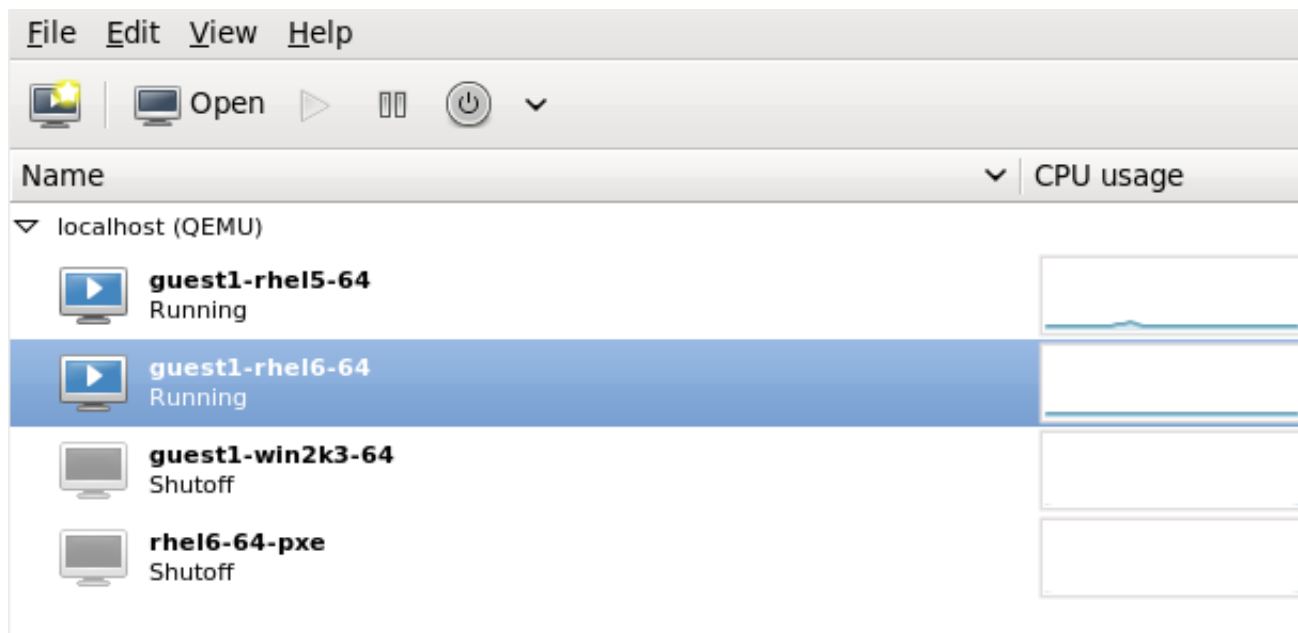 File Edit View Help
Open
Name CPU usage
localhost (QEMU)
guest1-rhel5-64
Running
guest1-rhel6-64
Running
guest1-win2k3-64
Shutoff
rhel6-64-pxe
Shutoff